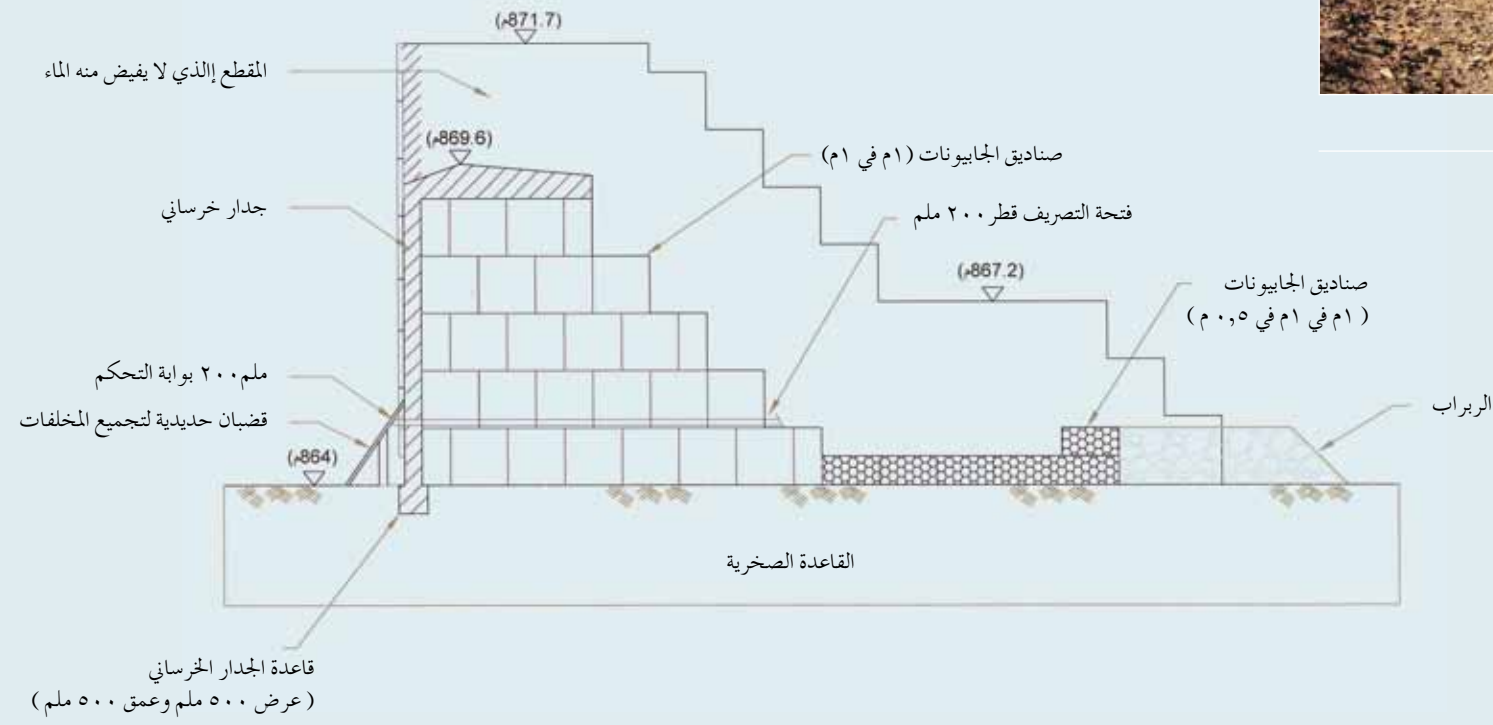 (871.7م)
المقطع إالذي لا يفيض منه الماء
(869.6م)
صناديق الجابيونات (١م في ١م)
جدار خرساني
فتحة التصريف قطر ٢٠٠ ملم
(867.2م)
صناديق الجابيونات
(١م في ١م في ٠,٥ م)
ملم٢٠٠ بوابة التحكم
الربراب
قضبان حديدية لتجميع المخلفات
(864م)
القاعدة الصخرية
قاعدة الجدار الخرساني
(عرض ٥٠٠ ملم وعمق ٥٠٠ ملم)